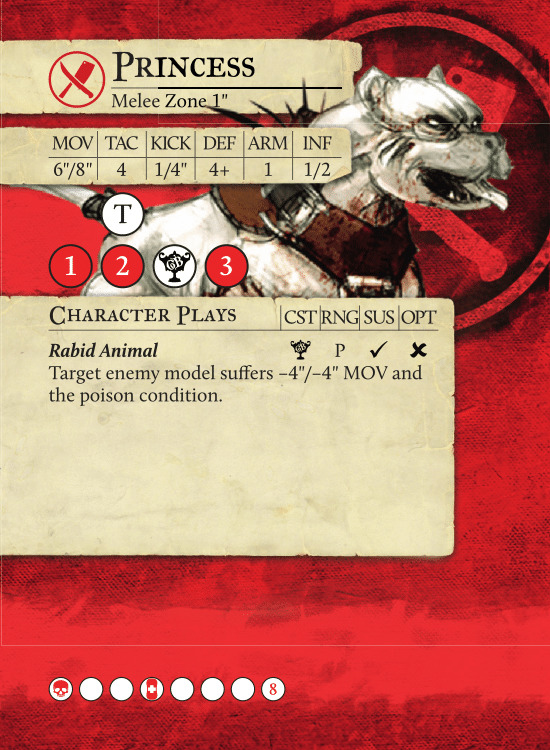 Princess
Melee Zone 1"
MOV TAC KICK DEF ARM INF
6"/8" 4 1/4" 4+ 1 1/2
T
1 2 GB 3
Character Plays CST RNG SUS OPT
Rabid Animal GB P ✓ ✘
Target enemy model suffers –4"/–4" MOV and
the poison condition.
8